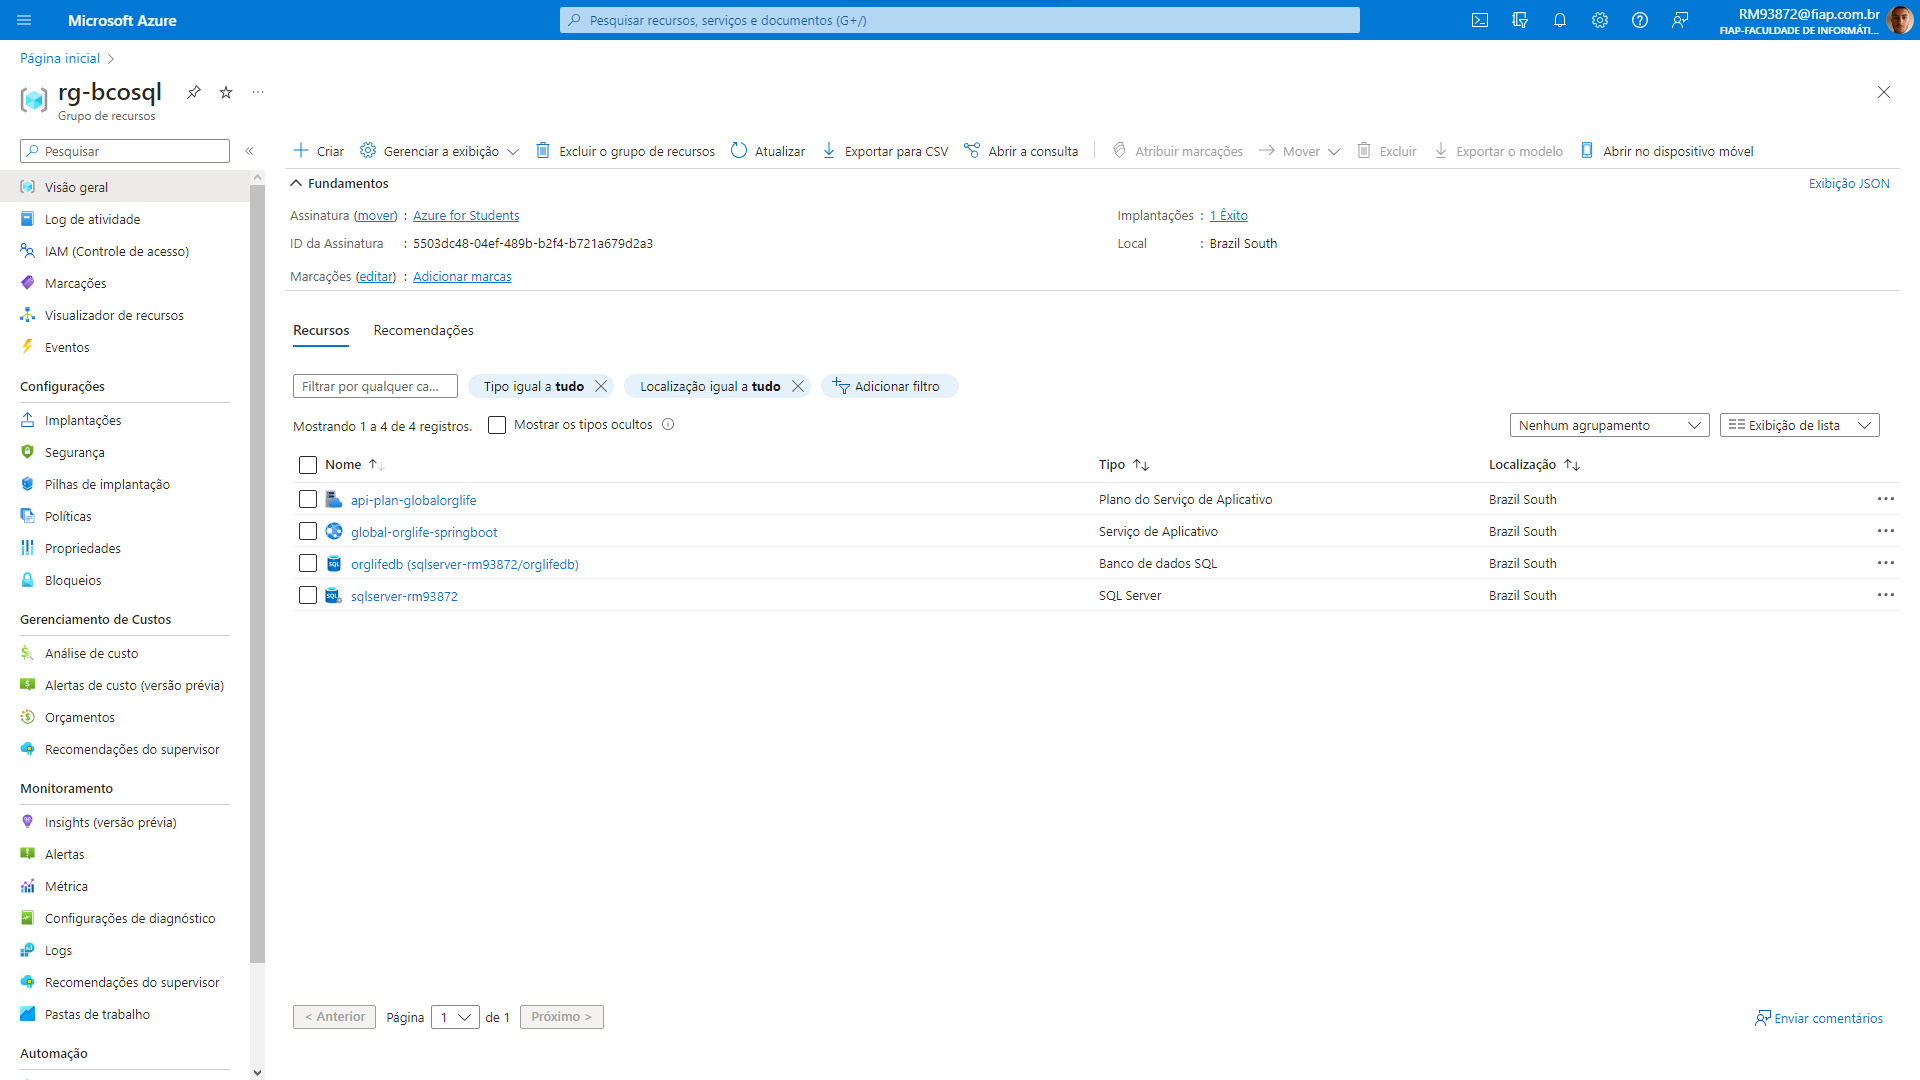 Microsoft Azure
Pesquisar recursos, serviços e documentos (G+/)
RM93872@fiap.com.br
FIAP-FACULDADE DE INFORMÁTI...
Página inicial
rg-bcosql
Grupo de recursos
Pesquisar
Criar
Gerenciar a exibição
Excluir o grupo de recursos
Atualizar
Exportar para CSV
Abrir a consulta
Atribuir marcações
Mover
Excluir
Exportar o modelo
Abrir no dispositivo móvel
Visão geral
Log de atividade
IAM (Controle de acesso)
Marcações
Visualizador de recursos
Eventos
Configurações
Implantações
Segurança
Pilhas de implantação
Políticas
Propriedades
Bloqueios
Gerenciamento de Custos
Análise de custo
Alertas de custo (versão prévia)
Orçamentos
Recomendações do supervisor
Monitoramento
Insights (versão prévia)
Alertas
Métrica
Configurações de diagnóstico
Logs
Recomendações do supervisor
Pastas de trabalho
Automação
Fundamentos
Exibição JSON
Assinatura (mover) : Azure for Students
Implantações : 1 Êxito
ID da Assinatura : 5503dc48-04ef-489b-b2f4-b721a679d2a3
Local : Brazil South
Marcações (editar) : Adicionar marcas
Recursos
Recomendações
Filtrar por qualquer ca...
Tipo igual a tudo
Localização igual a tudo
Adicionar filtro
Mostrando 1 a 4 de 4 registros.
Mostrar os tipos ocultos
Nenhum agrupamento
Exibição de lista
Nome Tipo Localização
api-plan-globalorglife Plano do Serviço de Aplicativo Brazil South
global-orglife-springboot Serviço de Aplicativo Brazil South
orglifedb (sqlserver-rm93872/orglifedb) Banco de dados SQL Brazil South
sqlserver-rm93872 SQL Server Brazil South
< Anterior
Página 1 de 1
Próximo >
Enviar comentários